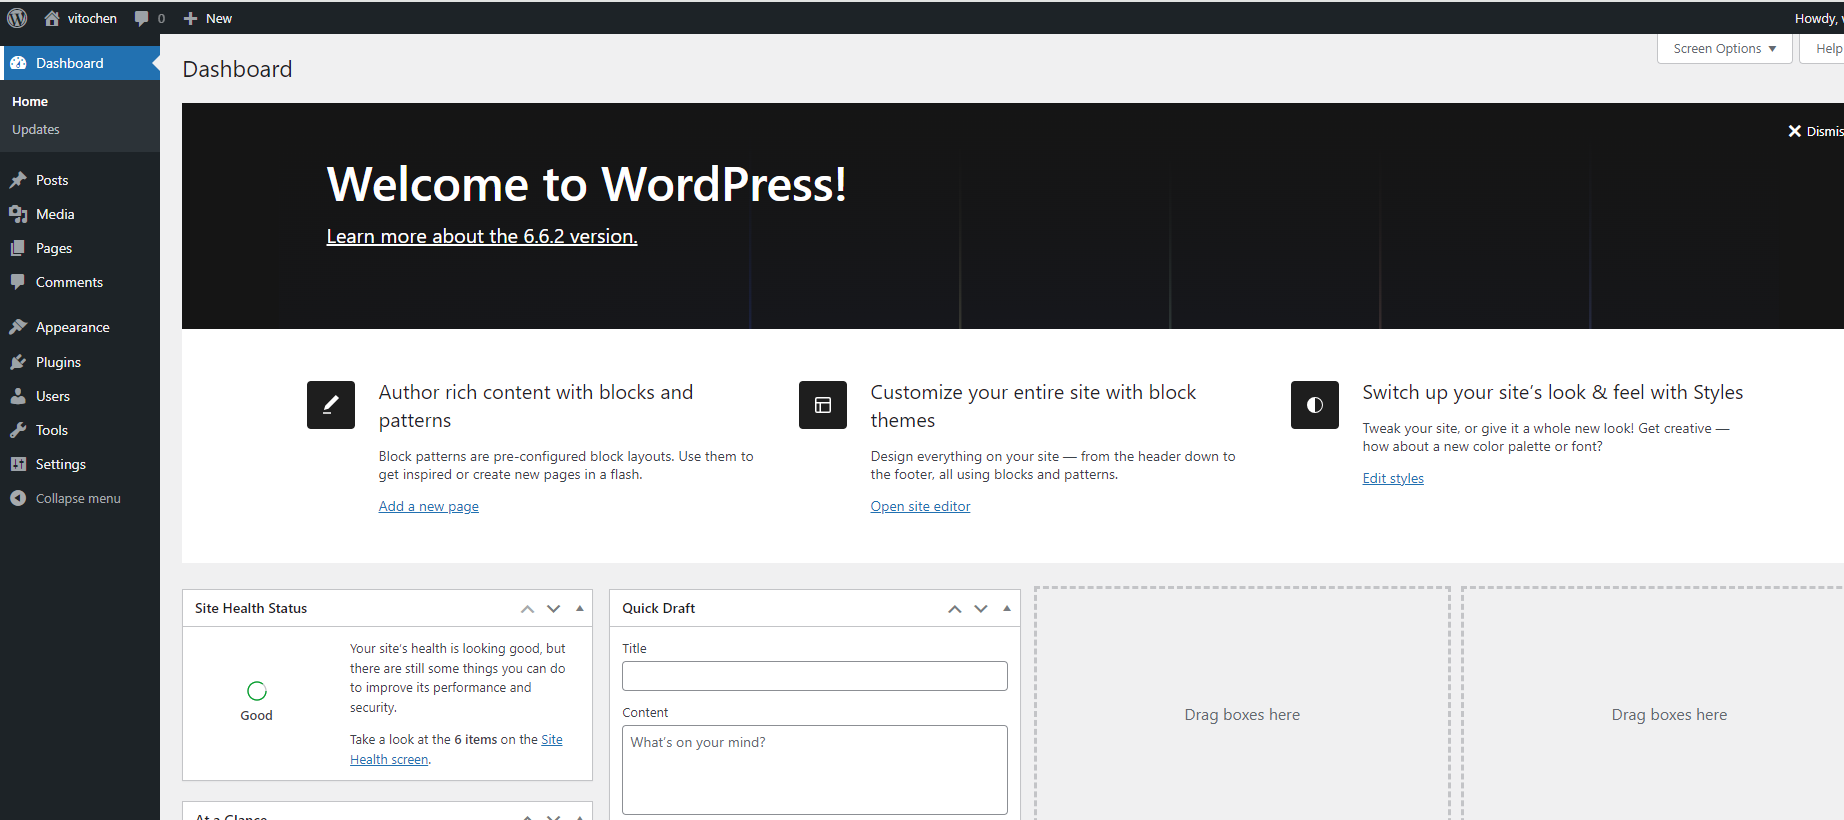 vitochen 0 New Howdy,
Dashboard
Home
Updates
Posts
Media
Pages
Comments
Appearance
Plugins
Users
Tools
Settings
Collapse menu
Screen Options Help
Dashboard
Dismis
Welcome to WordPress!
Learn more about the 6.6.2 version.
Author rich content with blocks and
patterns
Block patterns are pre-configured block layouts. Use them to
get inspired or create new pages in a flash.
Add a new page
Customize your entire site with block
themes
Design everything on your site — from the header down to
the footer, all using blocks and patterns.
Open site editor
Switch up your site’s look & feel with Styles
Tweak your site, or give it a whole new look! Get creative —
how about a new color palette or font?
Edit styles
Site Health Status
Good
Your site’s health is looking good, but
there are still some things you can do
to improve its performance and
security.
Take a look at the 6 items on the Site
Health screen.
At a Glance
Quick Draft
Title
Content
What’s on your mind?
Drag boxes here
Drag boxes here